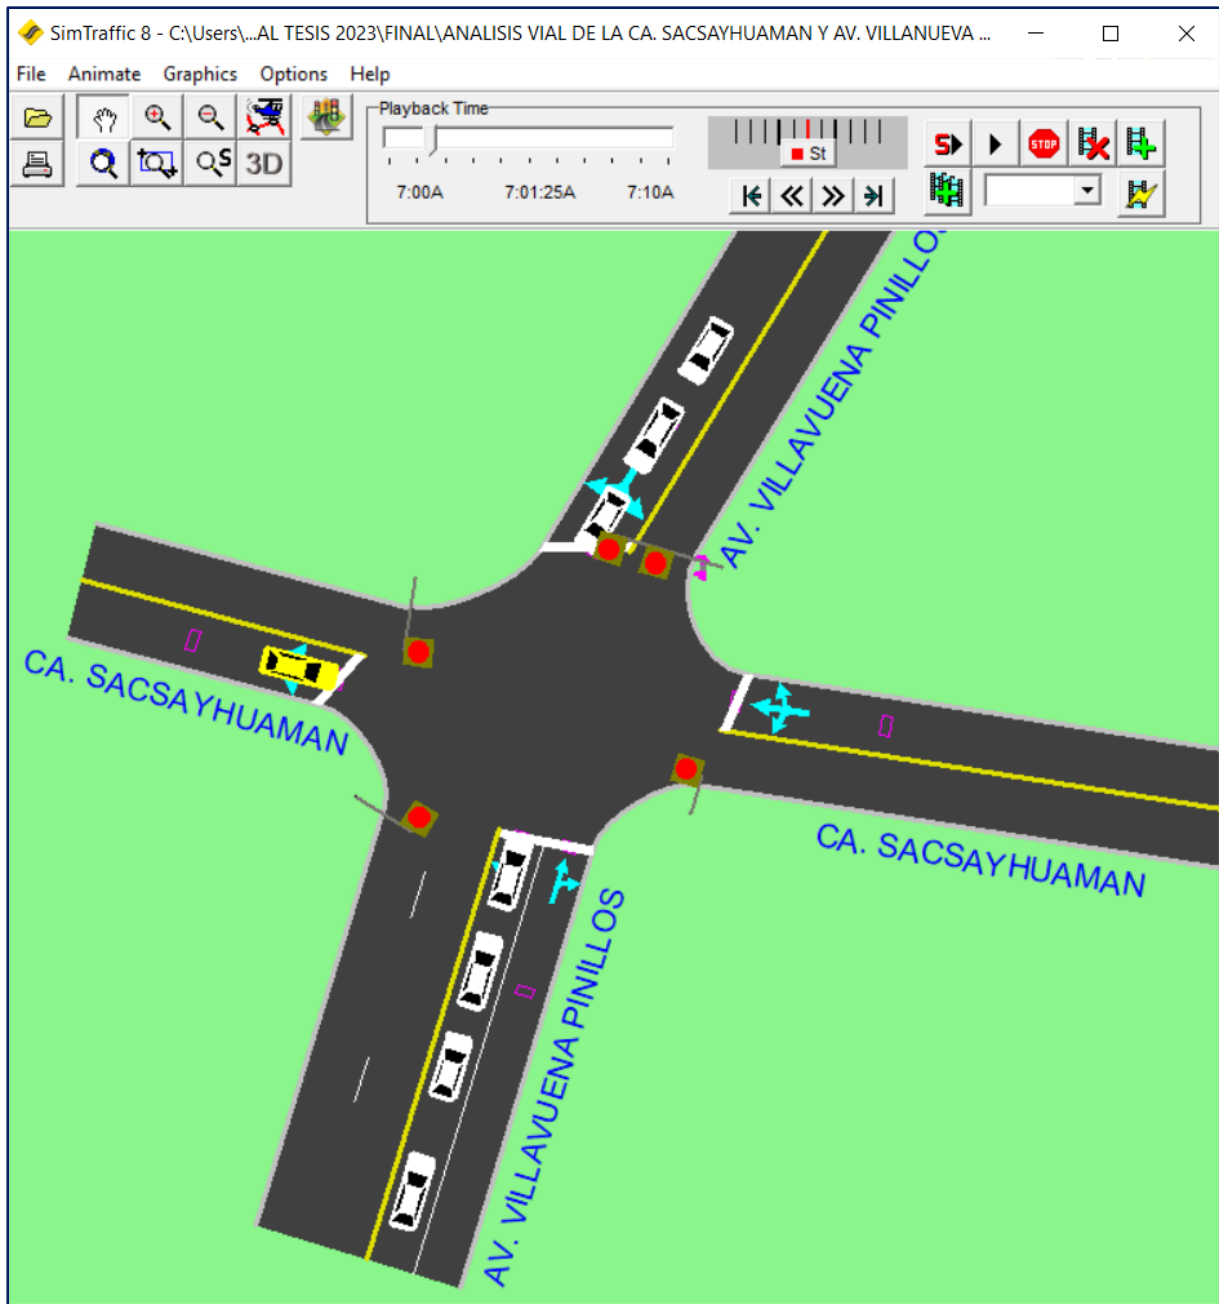 SimTraffic 8 - C:\Users\...AL TESIS 2023\FINAL\ANALISIS VIAL DE LA CA. SACSAYHUAMAN Y AV. VILLANUEVA ...
File Animate Graphics Options Help
Playback Time
S
St
STOP
S
3D
7:00A 7:01:25A 7:10A
AV. VILLAVUENA PINILLOS
CA. SACSAYHUAMAN
CA. SACSAYHUAMAN
AV. VILLAVUENA PINILLOS